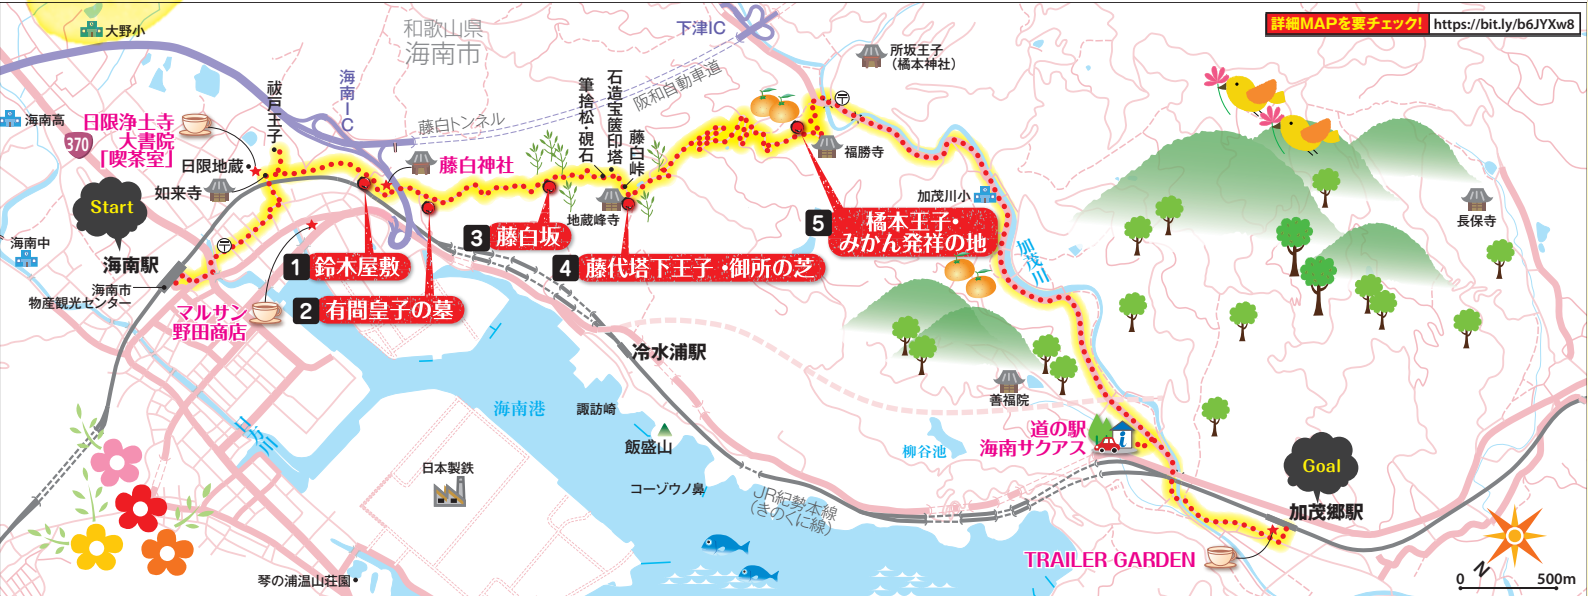 大野小
和歌山県
海南市
下津IC
詳細MAPを要チェック!
https://bit.ly/b6JYXw8
所坂王子
(橘本神社)
海南高
370
日限浄土寺
大書院
「喫茶室」
祓戸王子
海南IC
藤白トンネル
阪和自動車道
筆捨松・硯石
石造宝篋印塔
藤白峠
日限地蔵
如来寺
藤白神社
福勝寺
加茂川小
長保寺
Start
海南中
海南駅
海南市
物産観光センター
地蔵峰寺
1 鈴木屋敷
2 有間皇子の墓
3 藤白坂
4 藤代塔下王子・御所の芝
5 橘本王子・
みかん発祥の地
加茂川
マルサン
野田商店
冷水浦駅
海南港
諏訪崎
飯盛山
コーゾウノ鼻
日方川
日本製鉄
琴の浦温山荘園
JR紀勢本線
(きのくに線)
善福院
柳谷池
道の駅
海南サクアス
Goal
加茂郷駅
TRAILER GARDEN
N
0 500m